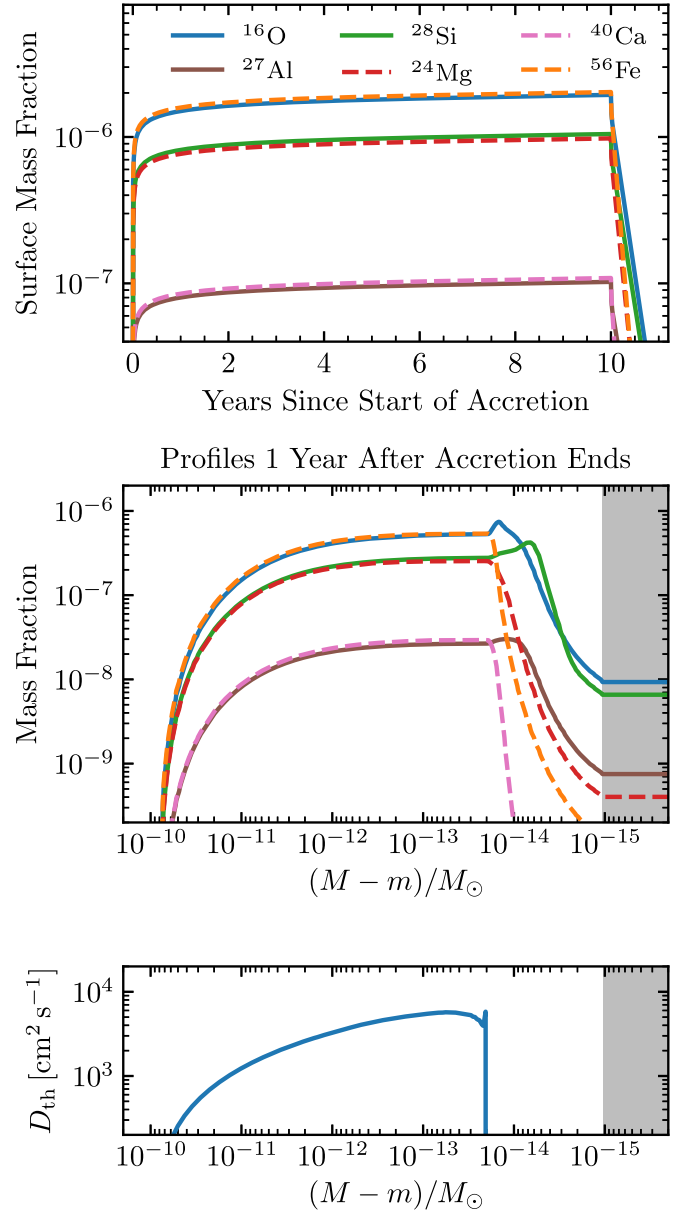 ¹⁶O ²⁸Si ⁴⁰Ca
²⁷Al ²⁴Mg ⁵⁶Fe
Surface Mass Fraction
10⁻⁶
10⁻⁷
0 2 4 6 8 10
Years Since Start of Accretion
Profiles 1 Year After Accretion Ends
Mass Fraction
10⁻⁶
10⁻⁷
10⁻⁸
10⁻⁹
10⁻¹⁰ 10⁻¹¹ 10⁻¹² 10⁻¹³ 10⁻¹⁴ 10⁻¹⁵
(M − m)/M☉
D_th [cm² s⁻¹]
10⁴
10³
10⁻¹⁰ 10⁻¹¹ 10⁻¹² 10⁻¹³ 10⁻¹⁴ 10⁻¹⁵
(M − m)/M☉